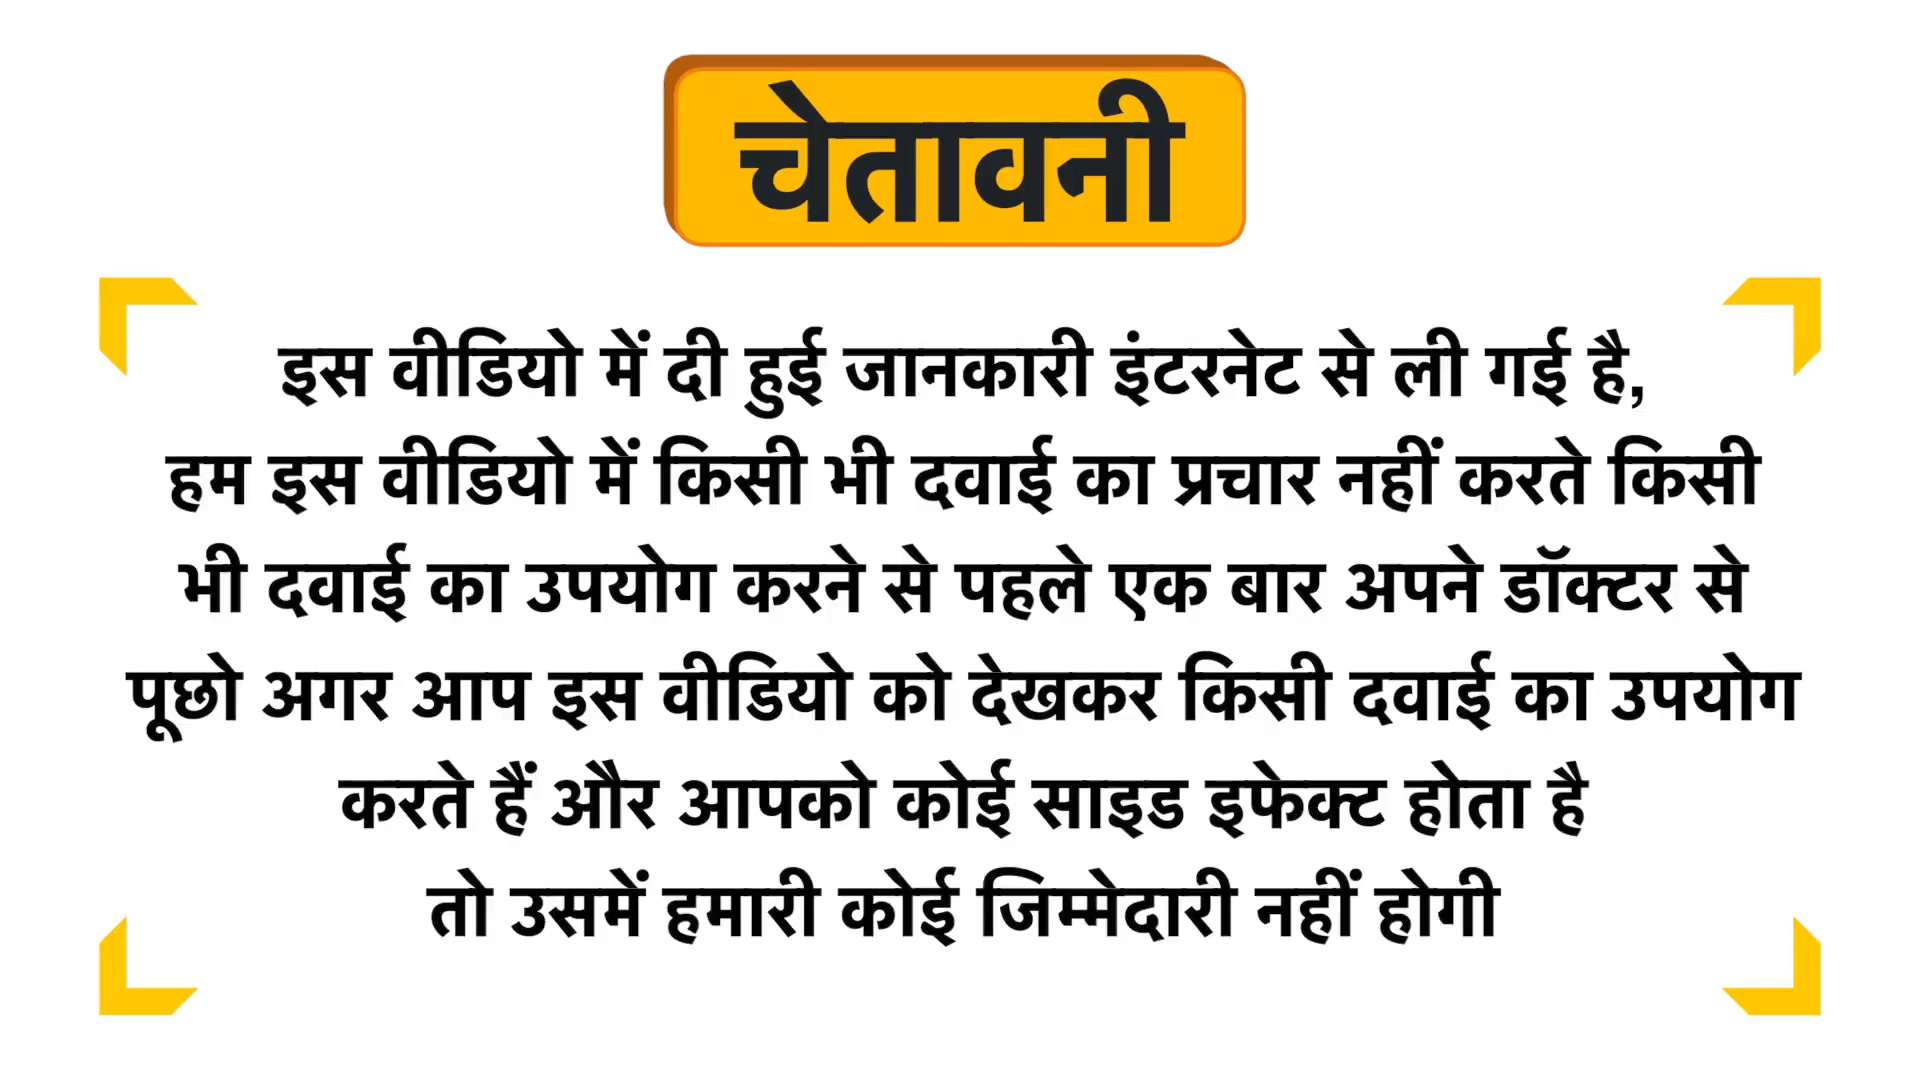 चेतावनी
इस वीडियो में दी हुई जानकारी इंटरनेट से ली गई है,
हम इस वीडियो में किसी भी दवाई का प्रचार नहीं करते किसी
भी दवाई का उपयोग करने से पहले एक बार अपने डॉक्टर से
पूछो अगर आप इस वीडियो को देखकर किसी दवाई का उपयोग
करते हैं और आपको कोई साइड इफेक्ट होता है
तो उसमें हमारी कोई जिम्मेदारी नहीं होगी